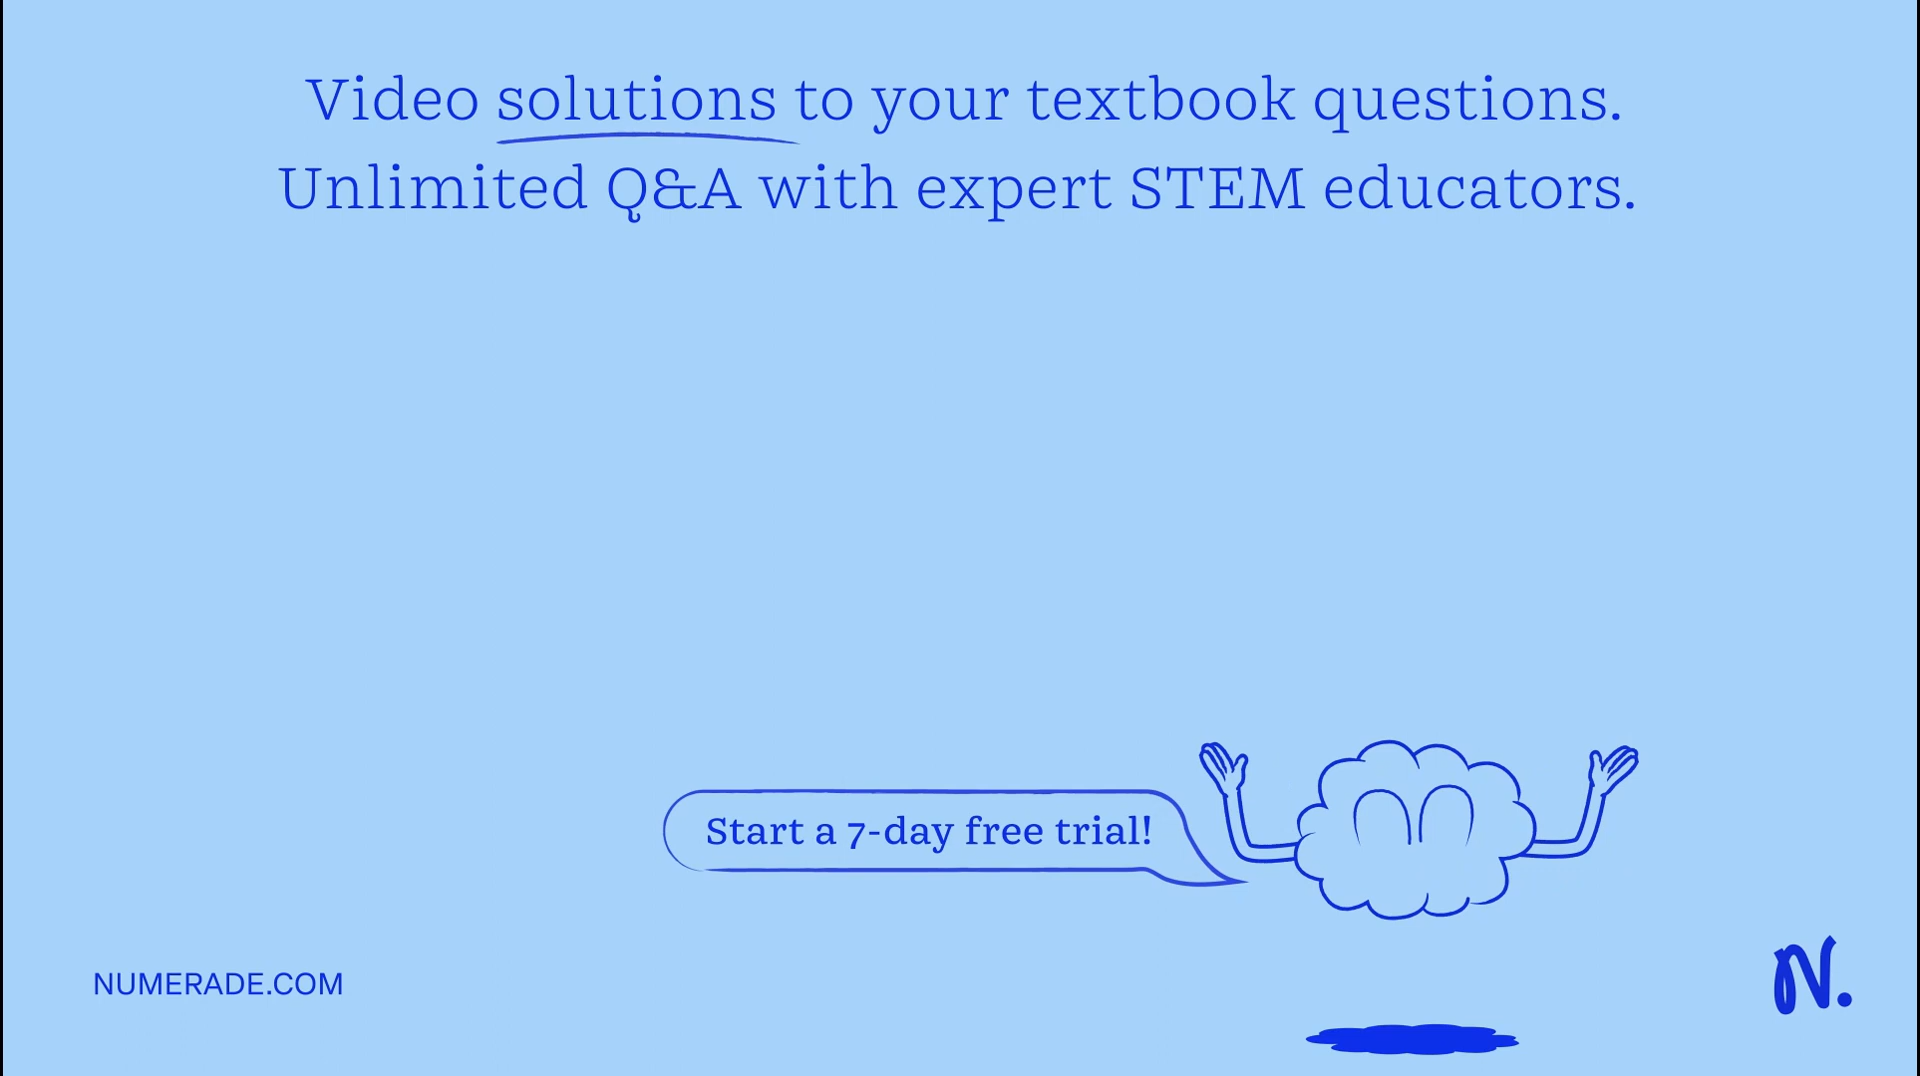 Video solutions to your textbook questions.
Unlimited Q&A with expert STEM educators.
Start a 7-day free trial!
NUMERADE.COM
N.